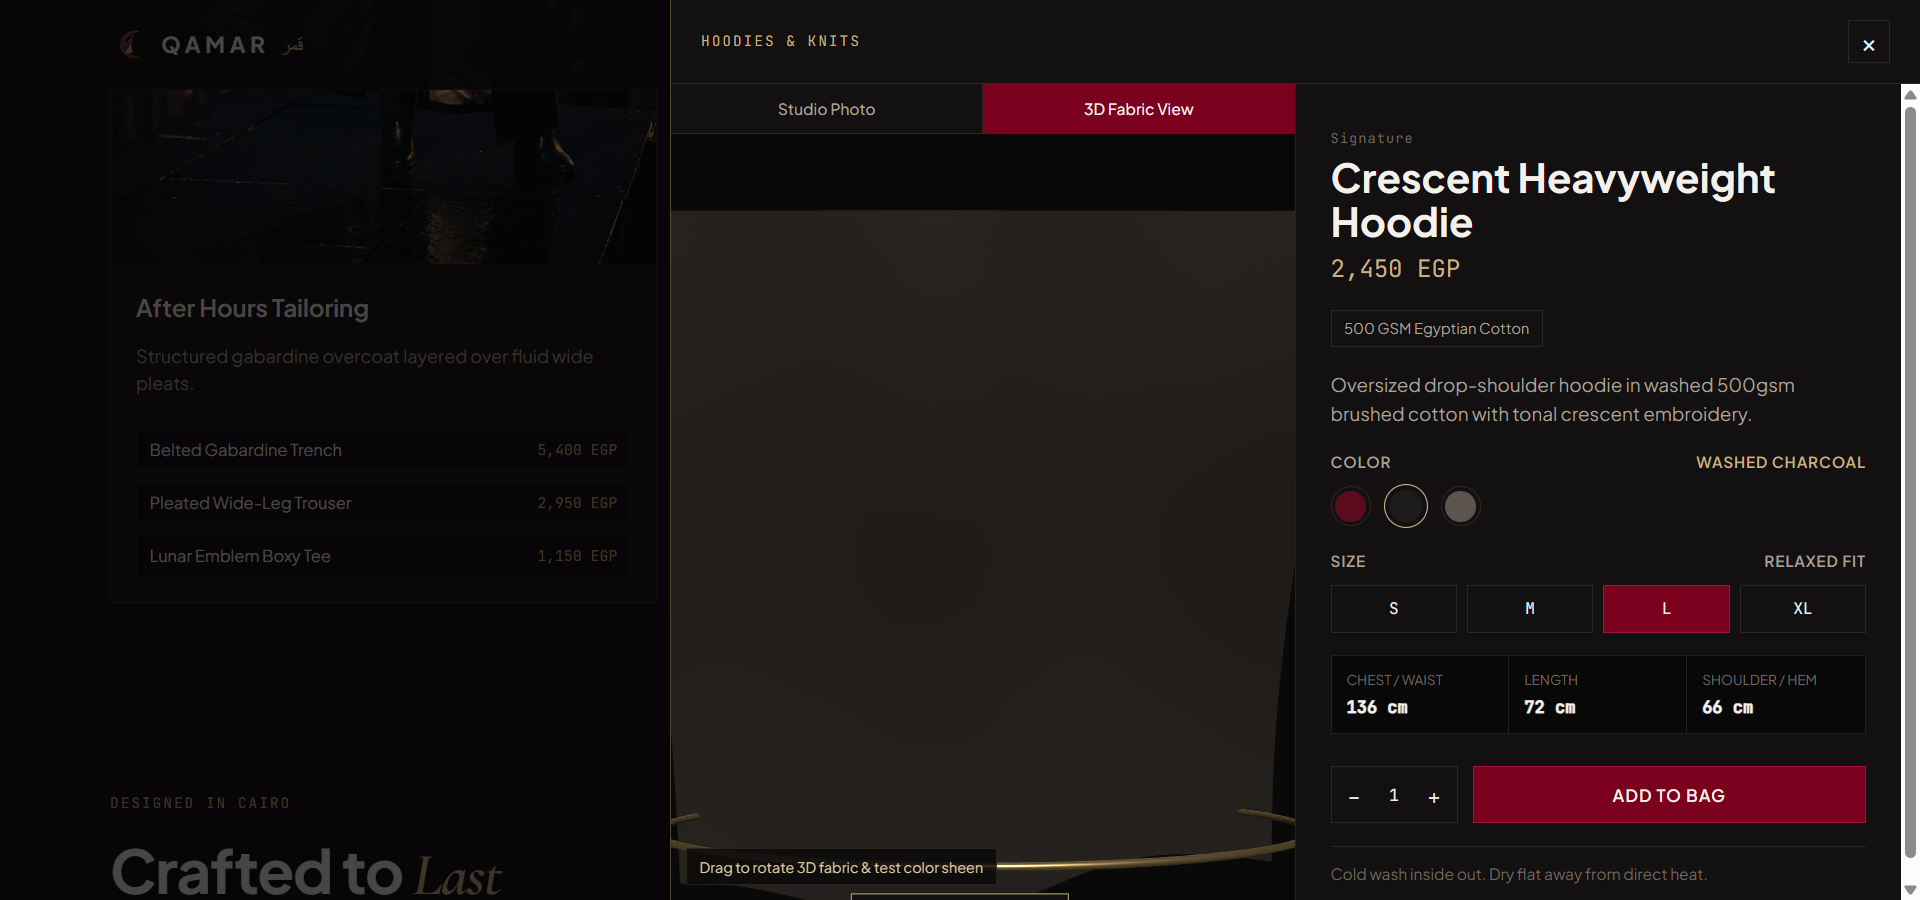 QAMAR قمر
HOODIES & KNITS
×
Studio Photo
3D Fabric View
After Hours Tailoring
Structured gabardine overcoat layered over fluid wide
pleats.
Belted Gabardine Trench 5,400 EGP
Pleated Wide-Leg Trouser 2,950 EGP
Lunar Emblem Boxy Tee 1,150 EGP
DESIGNED IN CAIRO
Crafted to Last
Drag to rotate 3D fabric & test color sheen
Signature
Crescent Heavyweight
Hoodie
2,450 EGP
500 GSM Egyptian Cotton
Oversized drop-shoulder hoodie in washed 500gsm
brushed cotton with tonal crescent embroidery.
COLOR WASHED CHARCOAL
SIZE RELAXED FIT
S M L XL
CHEST / WAIST LENGTH SHOULDER / HEM
136 cm 72 cm 66 cm
− 1 + ADD TO BAG
Cold wash inside out. Dry flat away from direct heat.